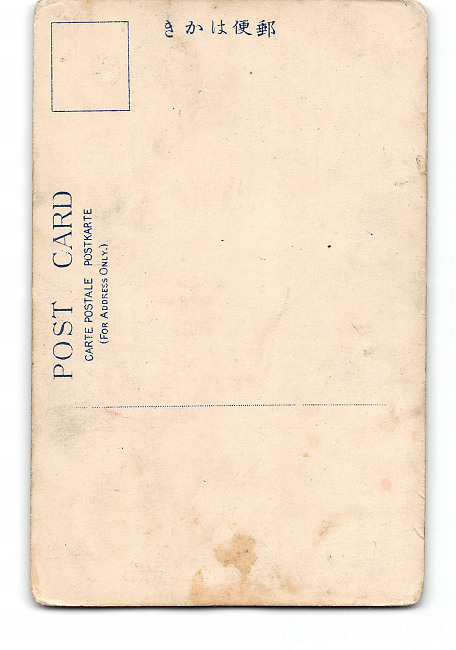 郵便はかき
POST CARD
CARTE POSTALE POSTKARTE
(FOR ADDRESS ONLY.)